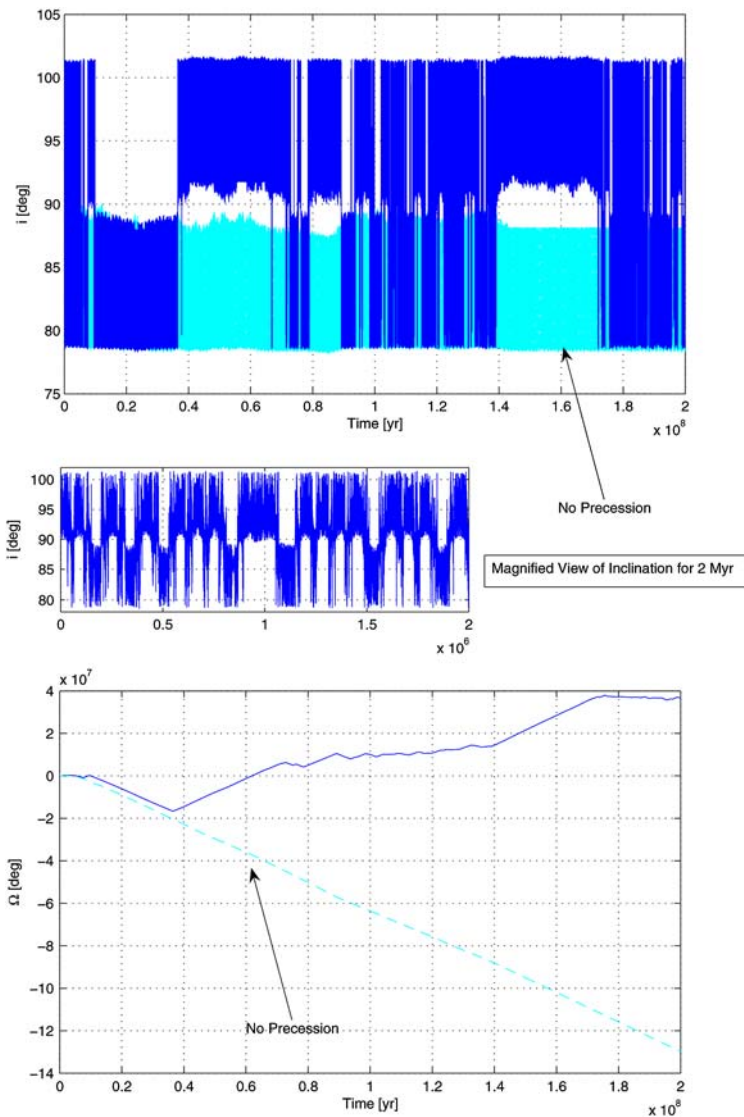 105
100
95
90
85
80
75
i [deg]
0 0.2 0.4 0.6 0.8 1 1.2 1.4 1.6 1.8 2
Time [yr]
x 10^8
No Precession
100
95
90
85
80
i [deg]
0 0.5 1 1.5 2
x 10^6
Magnified View of Inclination for 2 Myr
x 10^7
4
2
0
−2
−4
−6
−8
−10
−12
−14
Ω [deg]
No Precession
0 0.2 0.4 0.6 0.8 1 1.2 1.4 1.6 1.8 2
Time [yr]
x 10^8